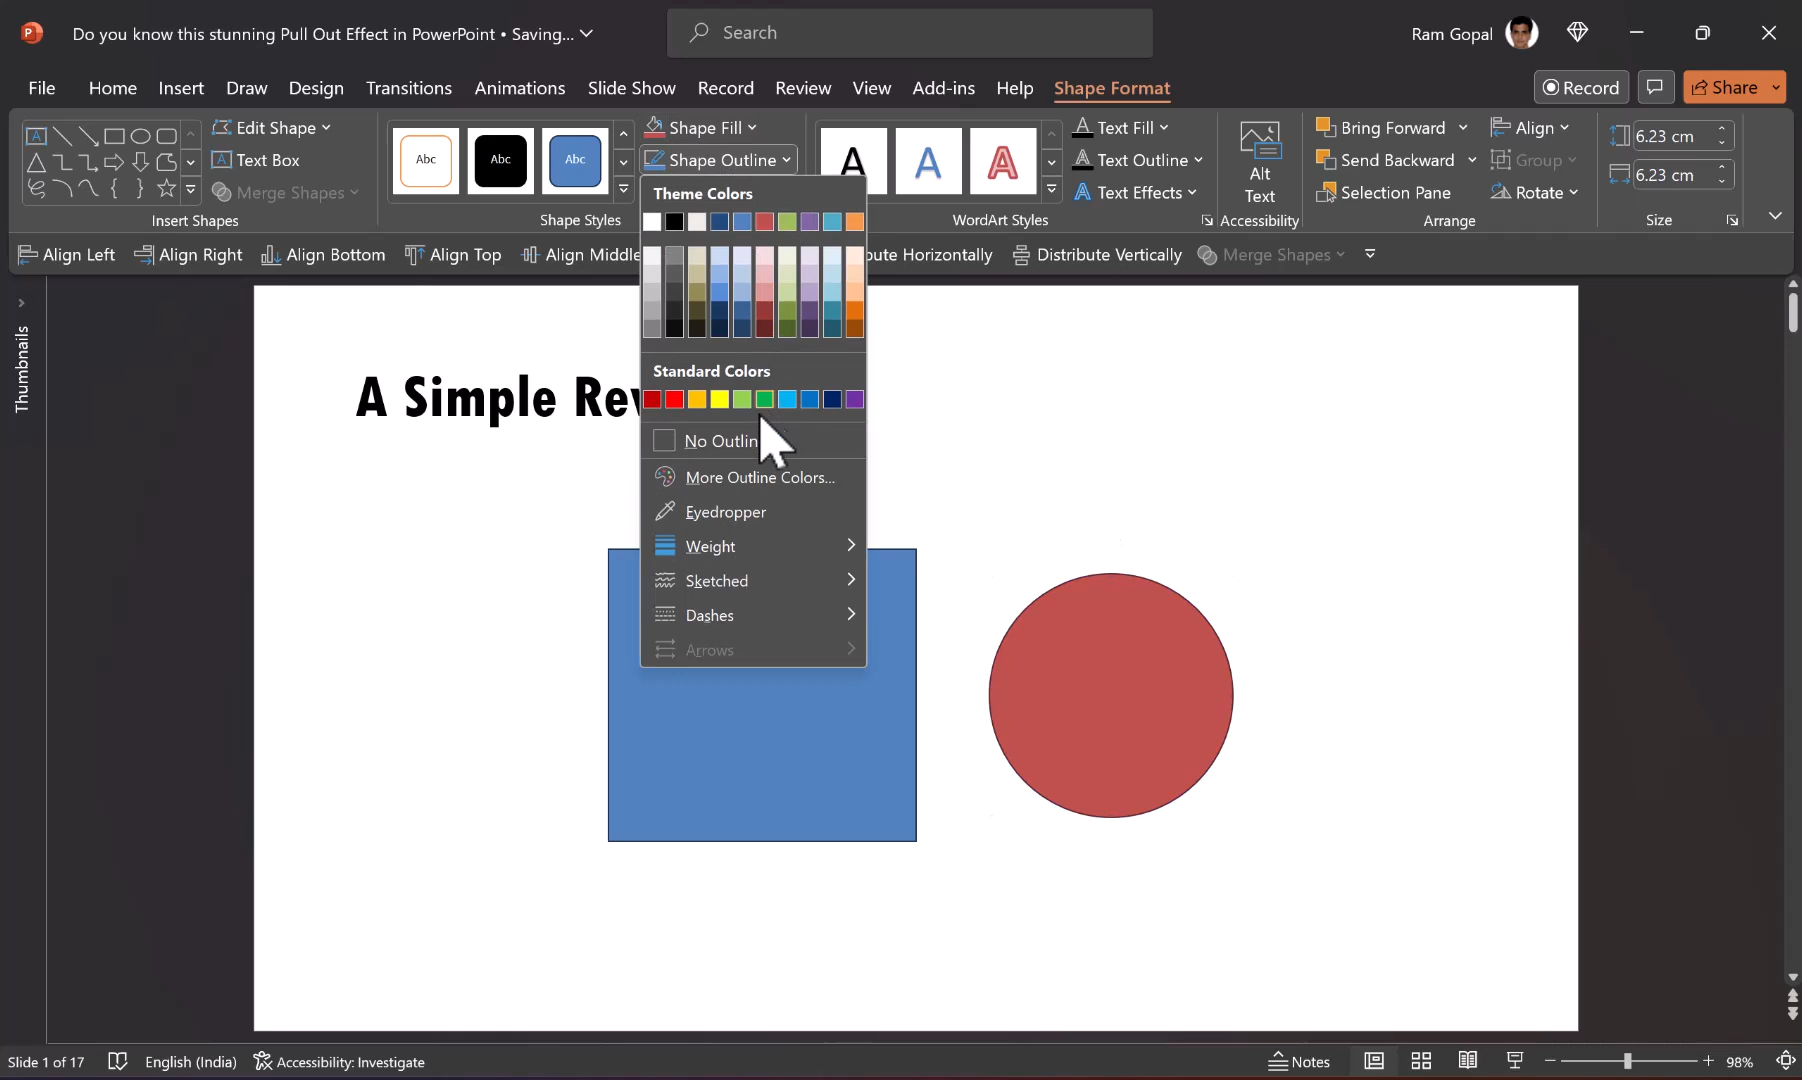 Do you know this stunning Pull Out Effect in PowerPoint • Saving...
Search
Ram Gopal
File Home Insert Draw Design Transitions Animations Slide Show Record Review View Add-ins Help Shape Format
Record
Share
Edit Shape
Text Box
Merge Shapes
Insert Shapes
Abc Abc Abc
Shape Styles
Shape Fill
Shape Outline
A A A
WordArt Styles
Text Fill
Text Outline
Text Effects
Alt
Text
Accessibility
Bring Forward
Send Backward
Selection Pane
Align
Group
Rotate
Arrange
6.23 cm
6.23 cm
Size
Align Left Align Right Align Bottom Align Top Align Middle bute Horizontally Distribute Vertically Merge Shapes
Theme Colors
Standard Colors
No Outlin
More Outline Colors...
Eyedropper
Weight
Sketched
Dashes
Arrows
Thumbnails
A Simple Rev
Slide 1 of 17 English (India) Accessibility: Investigate Notes 98%